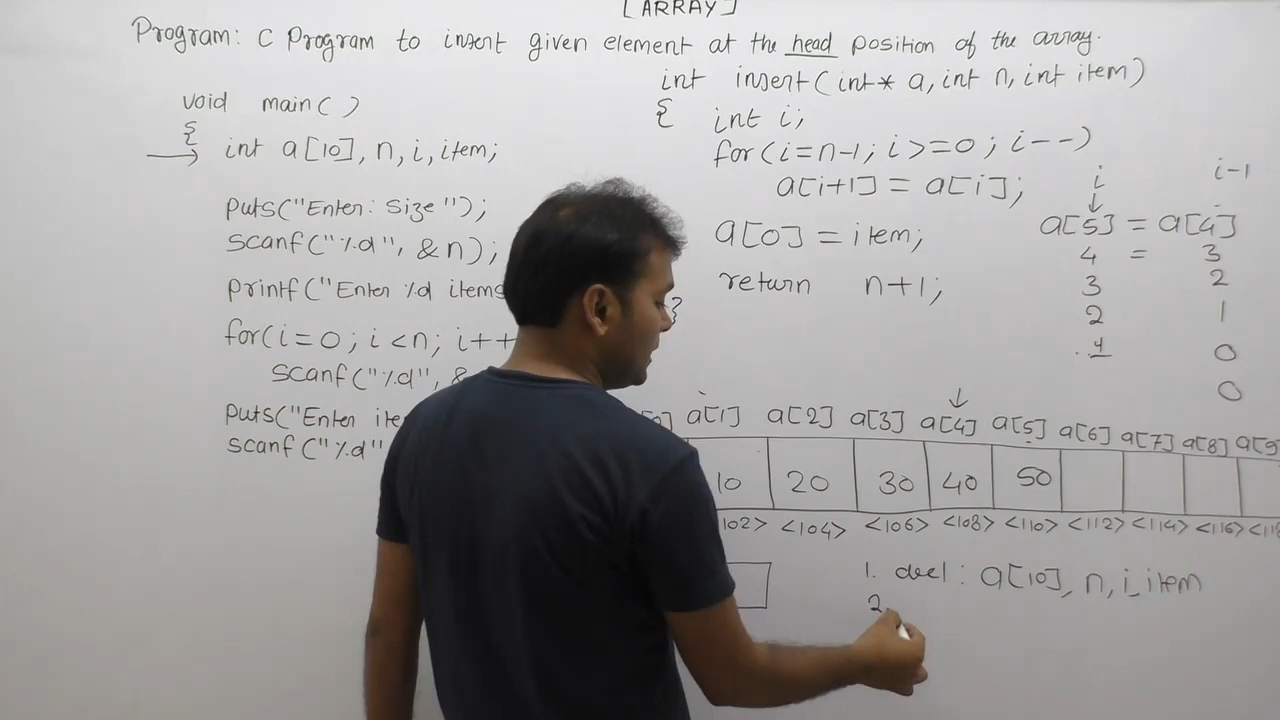 [ARRAY]
Program: C Program to insert given element at the head position of the array.
void main( )
{
int a[10], n, i, item;
puts("Enter: Size");
scanf("%d", &n);
printf("Enter %d items
for(i=0; i<n; i++
scanf("%d", &
puts("Enter ite
scanf("%d"
int insert(int* a, int n, int item)
{ int i;
for(i=n-1; i>=0; i--)
a[i+1] = a[i];
a[0] = item;
return n+1;
}
i i-1
a[5] = a[4]
4 = 3
3 2
2 1
0
0
a[1] a[2] a[3] a[4] a[5] a[6] a[7] a[8] a[9
10 20 30 40 50
102> <104> <106> <108> <110> <112> <114> <116> <11
1. decl: a[10], n, i, item
2